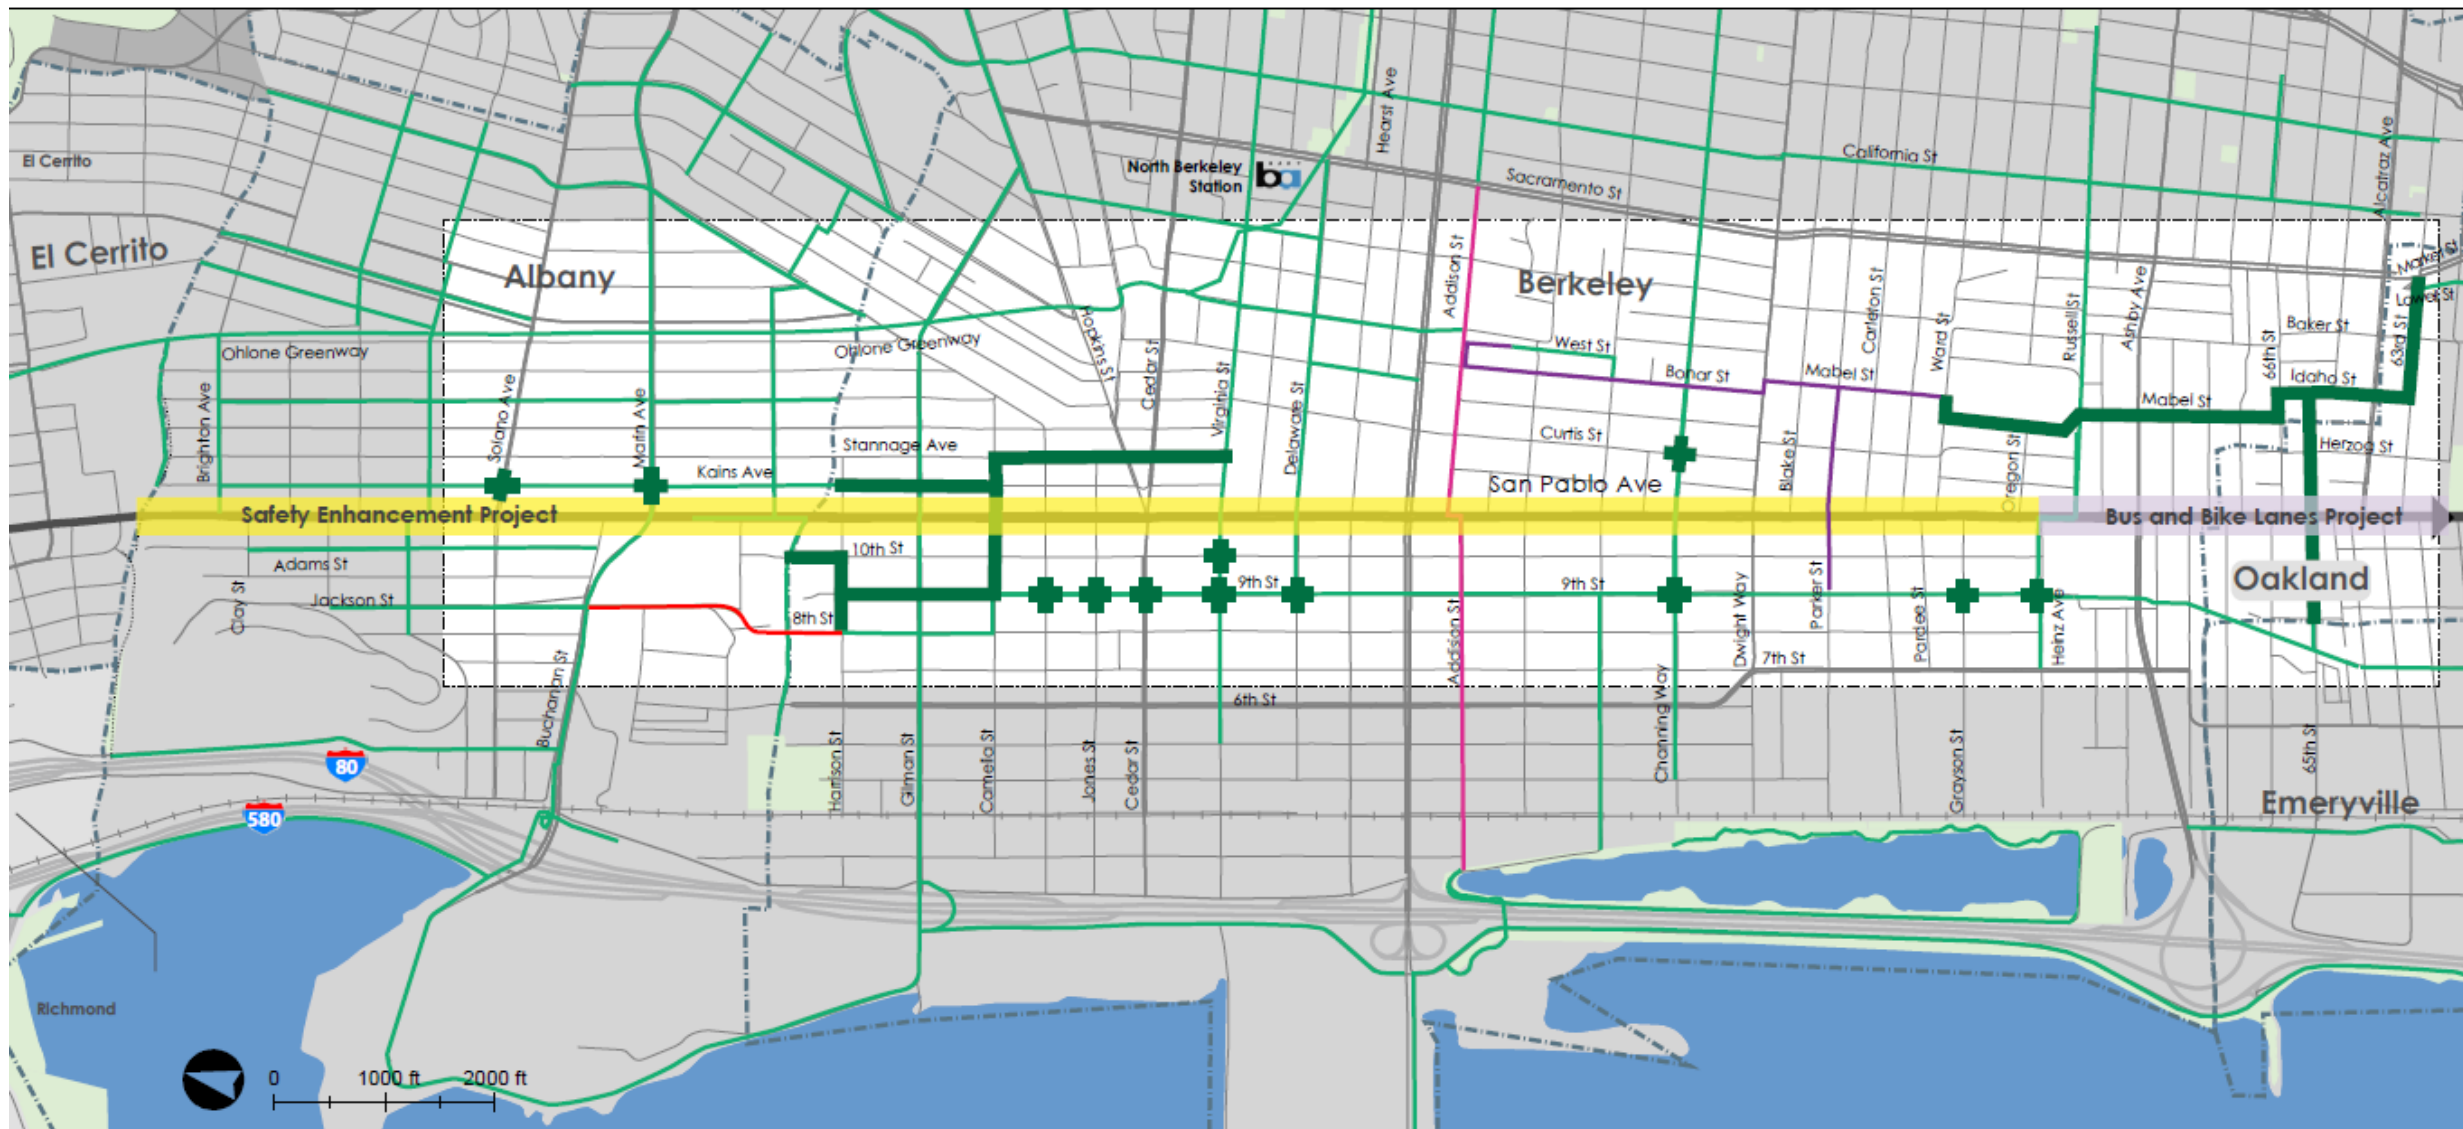 Hearst Ave
Alcatraz Ave
El Cerrito
California St
North Berkeley
Station
ba
Sacramento St
El Cerrito
Albany
Addison St
Berkeley
Carleton St
Russell St
Ashby Ave
Market St
Lowell St
Ohlone Greenway
Ohlone Greenway
Hopkins St
Cedar St
West St
Ward St
66th St
Baker St
63rd St
Brighton Ave
Solano Ave
Marin Ave
Virginia St
Delaware St
Bonar St
Mabel St
Idaho St
Mabel St
Stannage Ave
Kains Ave
Curtis St
Blake St
Oregon St
Herzog St
San Pablo Ave
Safety Enhancement Project
Bus and Bike Lanes Project
10th St
Adams St
Clay St
Jackson St
8th St
9th St
9th St
Addison St
Dwight Way
Parker St
Pardee St
Heinz Ave
Oakland
7th St
Buchanan St
6th St
Channing Way
Harrison St
Gilman St
Camelia St
Jones St
Cedar St
Grayson St
65th St
80
580
Emeryville
Richmond
0 1000 ft 2000 ft